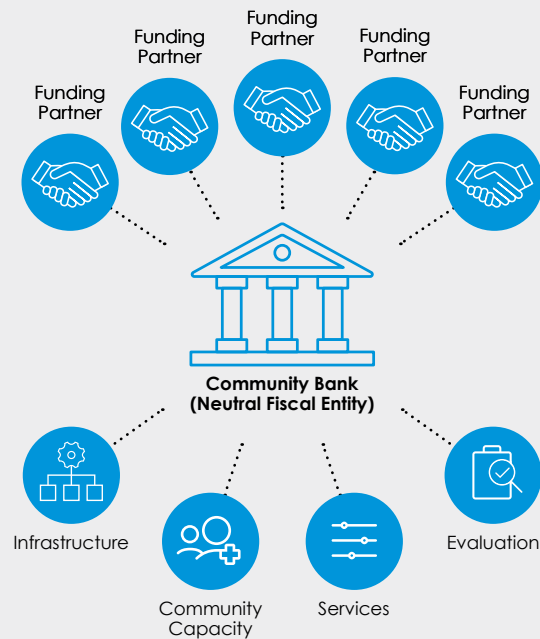 Funding
Partner
Funding
Partner
Funding
Partner
Funding
Partner
Funding
Partner
Community Bank
(Neutral Fiscal Entity)
Infrastructure
Community
Capacity
Services
Evaluation